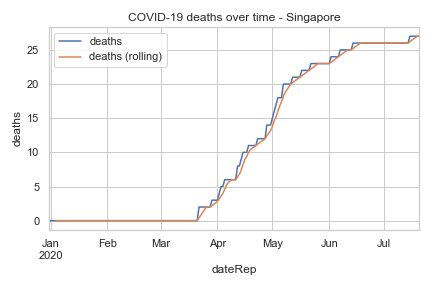 COVID-19 deaths over time - Singapore
deaths
deaths (rolling)
deaths
25
20
15
10
5
0
Jan Feb Mar Apr May Jun Jul
2020
dateRep